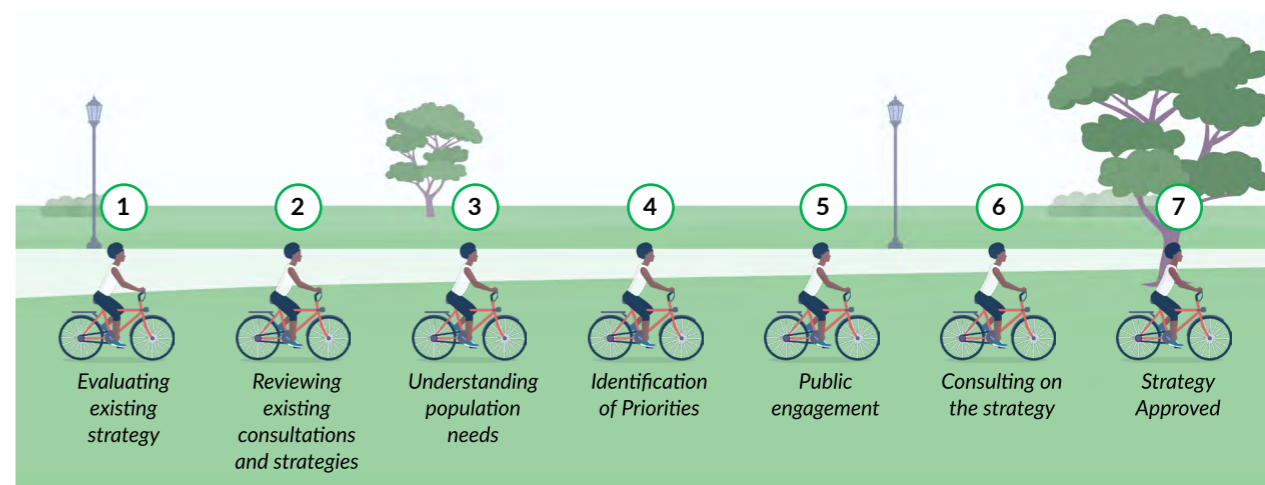 1
2
3
4
5
6
7
Evaluating
existing
strategy
Reviewing
existing
consultations
and strategies
Understanding
population
needs
Identification
of Priorities
Public
engagement
Consulting on
the strategy
Strategy
Approved